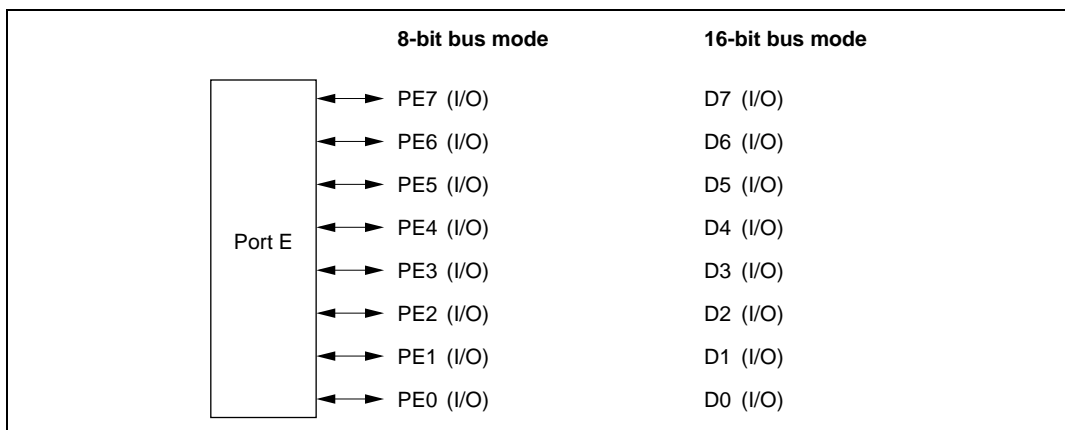 8-bit bus mode 16-bit bus mode
PE7 (I/O) D7 (I/O)
PE6 (I/O) D6 (I/O)
PE5 (I/O) D5 (I/O)
PE4 (I/O) D4 (I/O)
Port E
PE3 (I/O) D3 (I/O)
PE2 (I/O) D2 (I/O)
PE1 (I/O) D1 (I/O)
PE0 (I/O) D0 (I/O)